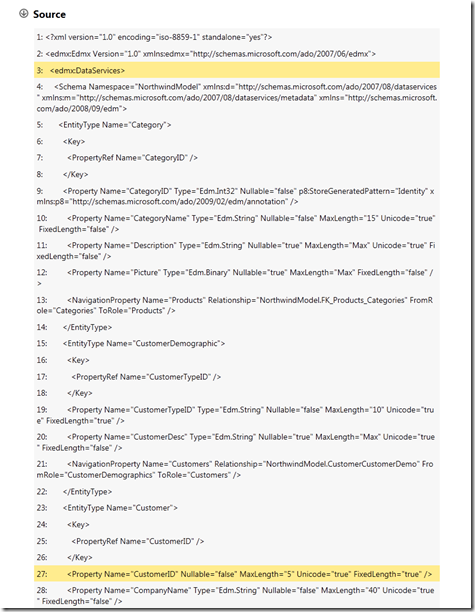 Source
1: <?xml version="1.0" encoding="iso-8859-1" standalone="yes"?>
2: <edmx:Edmx Version="1.0" xmlns:edmx="http://schemas.microsoft.com/ado/2007/06/edmx">
3: <edmx:DataServices>
4: <Schema Namespace="NorthwindModel" xmlns:d="http://schemas.microsoft.com/ado/2007/08/dataservices
" xmlns:m="http://schemas.microsoft.com/ado/2007/08/dataservices/metadata" xmlns="http://schemas.microsoft.
com/ado/2008/09/edm">
5: <EntityType Name="Category">
6: <Key>
7: <PropertyRef Name="CategoryID" />
8: </Key>
9: <Property Name="CategoryID" Type="Edm.Int32" Nullable="false" p8:StoreGeneratedPattern="Identity" x
mlns:p8="http://schemas.microsoft.com/ado/2009/02/edm/annotation" />
10: <Property Name="CategoryName" Type="Edm.String" Nullable="false" MaxLength="15" Unicode="true"
FixedLength="false" />
11: <Property Name="Description" Type="Edm.String" Nullable="true" MaxLength="Max" Unicode="true" Fi
xedLength="false" />
12: <Property Name="Picture" Type="Edm.Binary" Nullable="true" MaxLength="Max" FixedLength="false" /
>
13: <NavigationProperty Name="Products" Relationship="NorthwindModel.FK_Products_Categories" FromR
ole="Categories" ToRole="Products" />
14: </EntityType>
15: <EntityType Name="CustomerDemographic">
16: <Key>
17: <PropertyRef Name="CustomerTypeID" />
18: </Key>
19: <Property Name="CustomerTypeID" Type="Edm.String" Nullable="false" MaxLength="10" Unicode="tru
e" FixedLength="true" />
20: <Property Name="CustomerDesc" Type="Edm.String" Nullable="true" MaxLength="Max" Unicode="true
" FixedLength="false" />
21: <NavigationProperty Name="Customers" Relationship="NorthwindModel.CustomerCustomerDemo" Fro
mRole="CustomerDemographics" ToRole="Customers" />
22: </EntityType>
23: <EntityType Name="Customer">
24: <Key>
25: <PropertyRef Name="CustomerID" />
26: </Key>
27: <Property Name="CustomerID" Nullable="false" MaxLength="5" Unicode="true" FixedLength="true" />
28: <Property Name="CompanyName" Type="Edm.String" Nullable="false" MaxLength="40" Unicode="true
" FixedLength="false" />